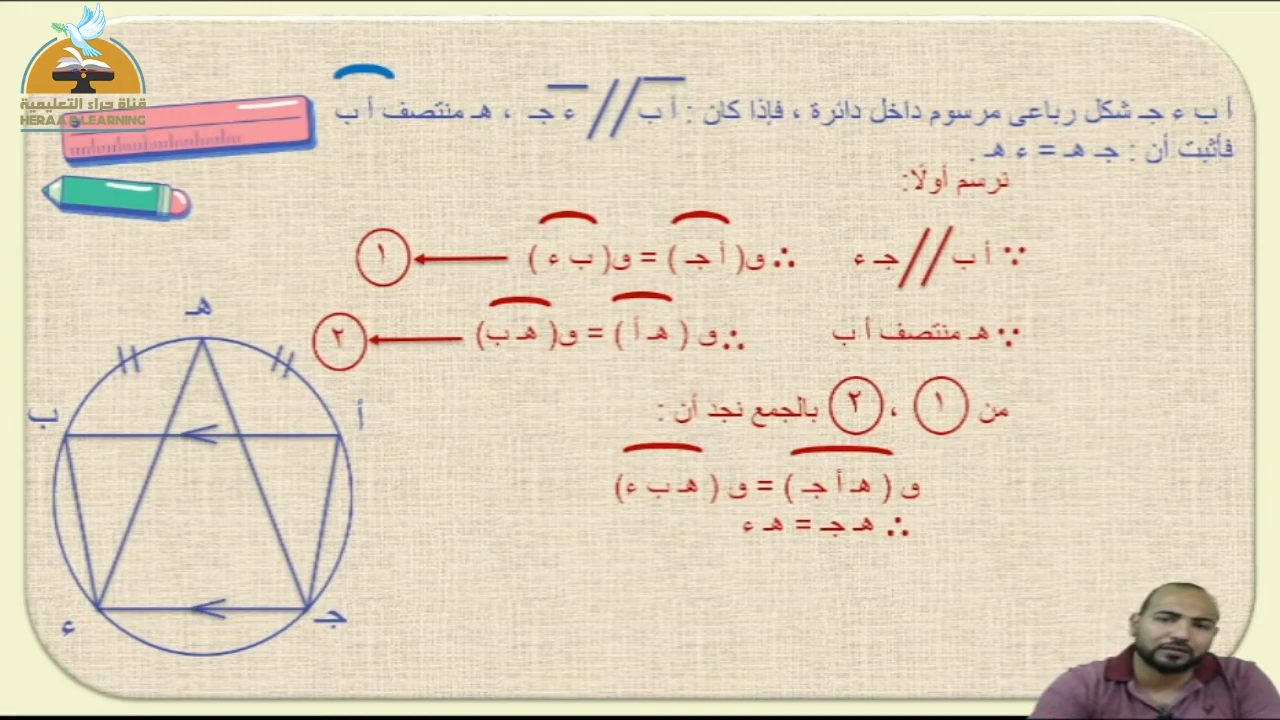 قناة حراء التعليمية
HERAA E-LEARNING
أ ب ء جـ شكل رباعى مرسوم داخل دائرة ، فإذا كان : أ ب // ء جـ ، هـ منتصف أ ب
فأثبت أن : جـ هـ = ء هـ .
نرسم أولًا:
∵ أ ب // جـ ء ∴ ق( أ جـ ) = ق( ب ء ) ← ١
∵ هـ منتصف أ ب ∴ ق ( هـ أ ) = ق( هـ ب) ← ٢
من ١ ، ٢ بالجمع نجد أن :
ق ( هـ أ جـ ) = ق ( هـ ب ء)
∴ هـ جـ = هـ ء
هـ
ب
أ
ء
جـ